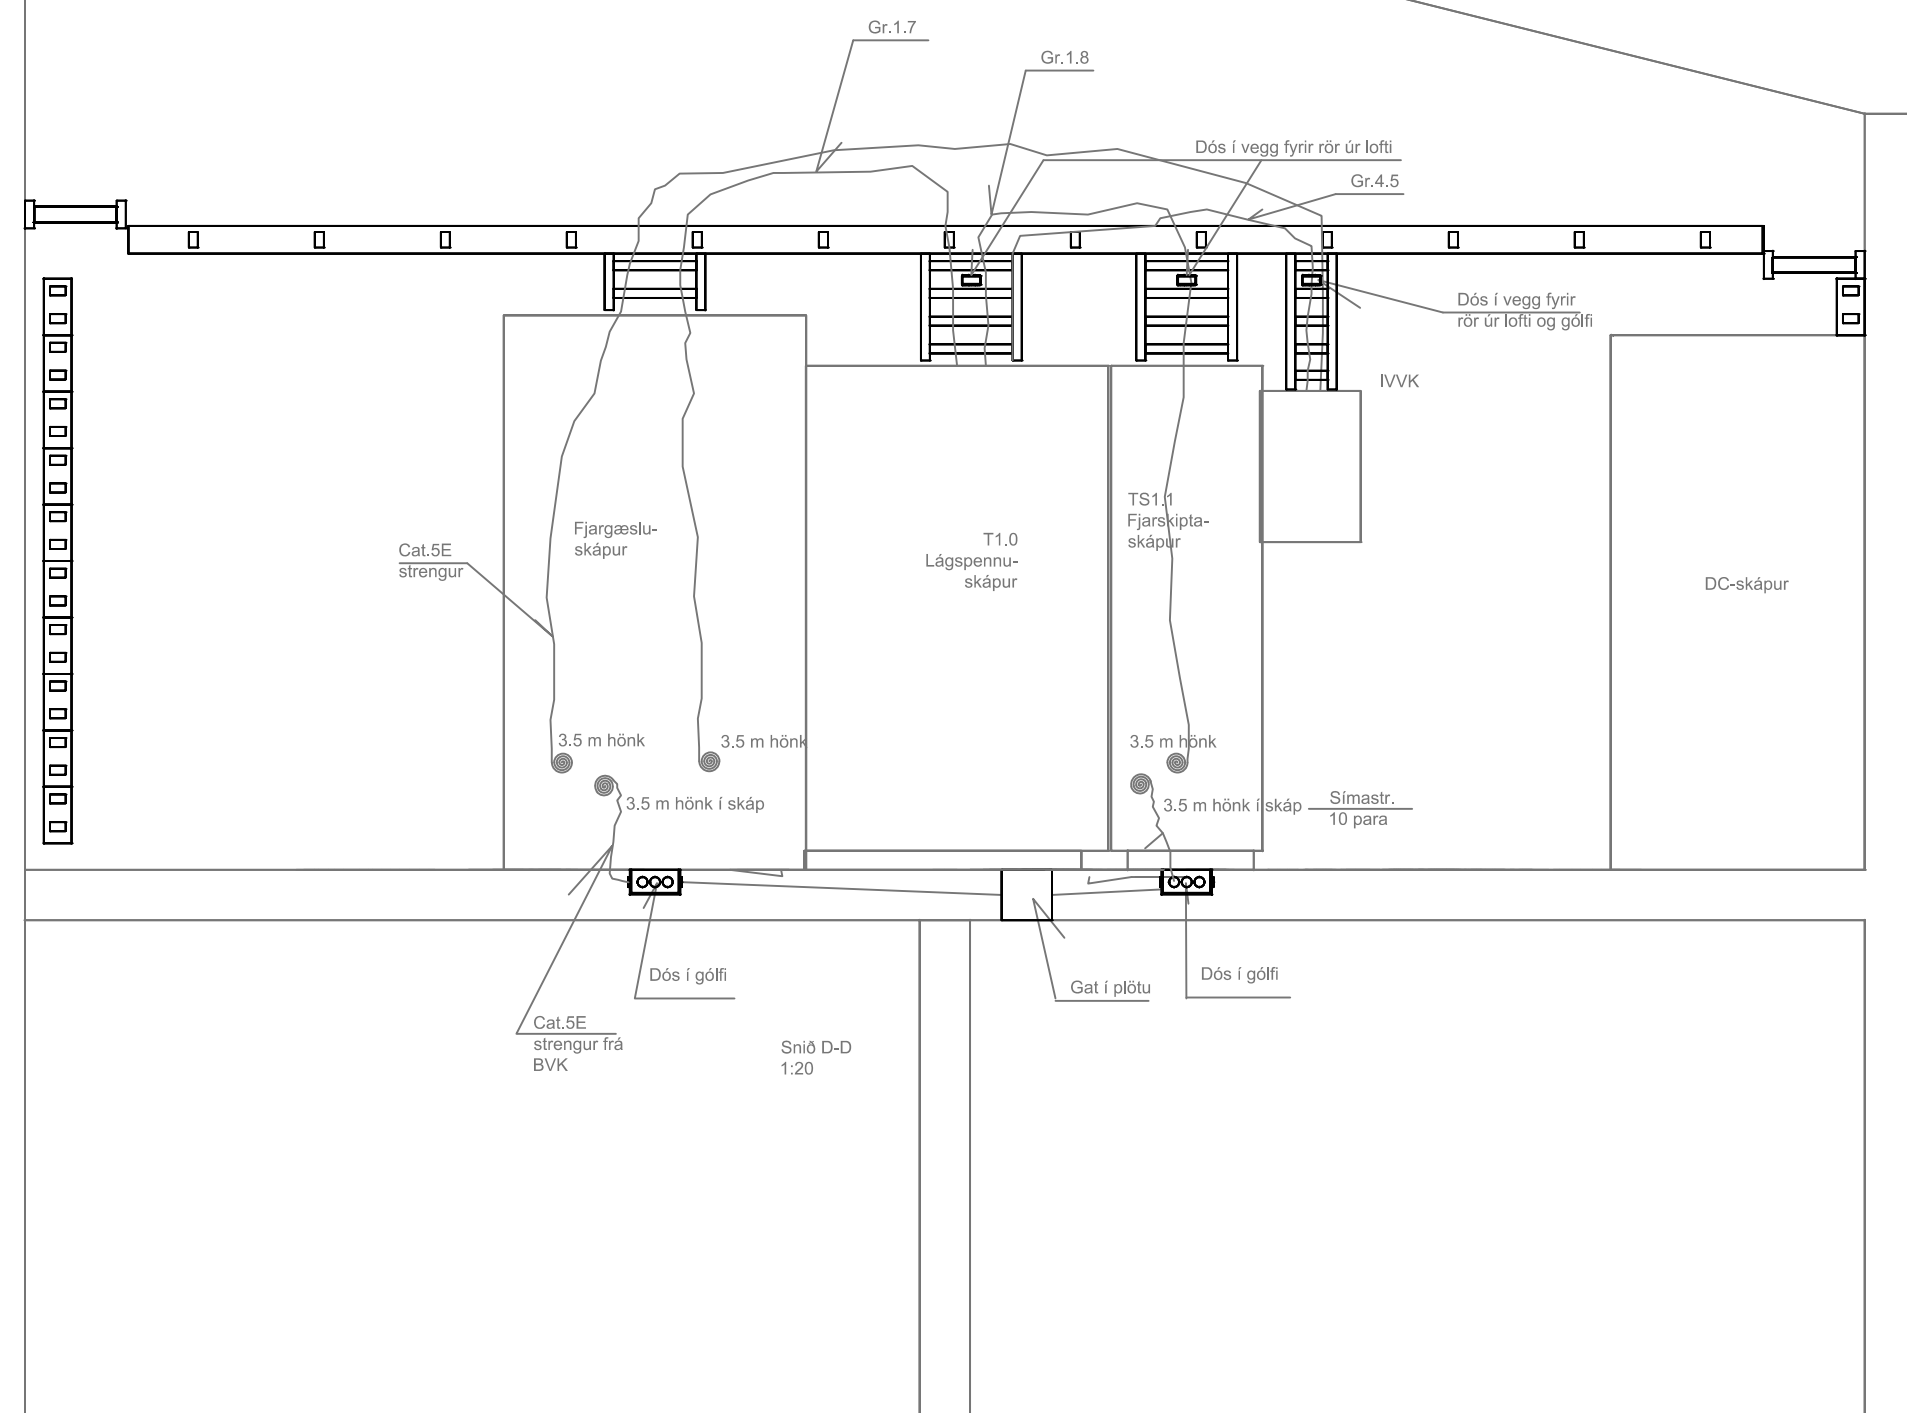 Gr.1.7
Gr.1.8
Dós í vegg fyrir rör úr lofti
Gr.4.5
Dós í vegg fyrir
rör úr lofti og gólfi
IVVK
Fjargæslu-
skápur
T1.0
Lágspennu-
skápur
TS1.1
Fjarskipta-
skápur
Cat.5E
strengur
DC-skápur
3.5 m hönk
3.5 m hönk
3.5 m hönk
3.5 m hönk í skáp
3.5 m hönk í skáp
Símastr.
10 para
Dós í gólfi
Gat í plötu
Dós í gólfi
Cat.5E
strengur frá
BVK
Snið D-D
1:20